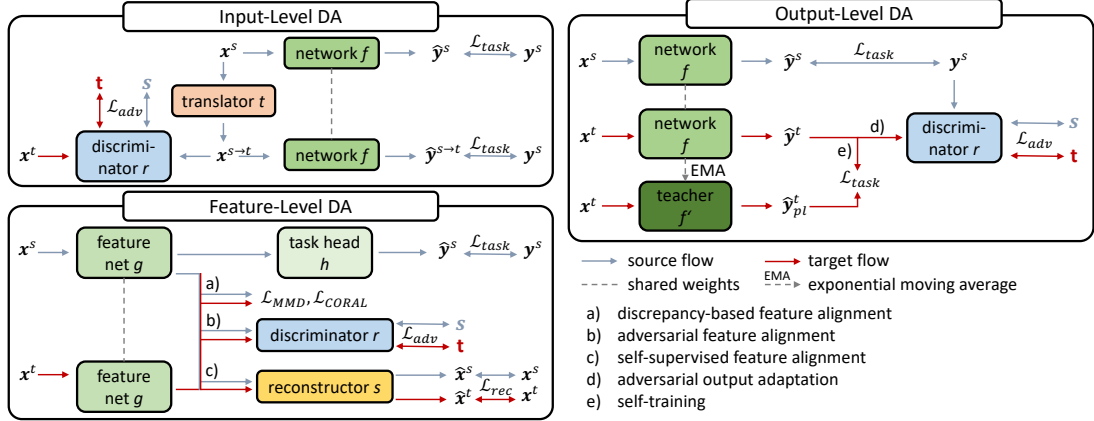 Input-Level DA
x^s network f ŷ^s L_task y^s
t s
L_adv translator t
x^t discrimi-
nator r x^{s→t} network f ŷ^{s→t} L_task y^s
Feature-Level DA
x^s feature
net g task head
h ŷ^s L_task y^s
a) L_MMD, L_CORAL
b) discriminator r s
L_adv
t
x^t feature
net g c) reconstructor s x̂^s x^s
L_rec
x̂^t x^t
Output-Level DA
x^s network
f ŷ^s L_task y^s
x^t network
f ŷ^t d) discrimi-
nator r s
L_adv
t
e)
EMA L_task
x^t teacher
f' ŷ^t_pl
source flow target flow
shared weights EMA exponential moving average
a) discrepancy-based feature alignment
b) adversarial feature alignment
c) self-supervised feature alignment
d) adversarial output adaptation
e) self-training